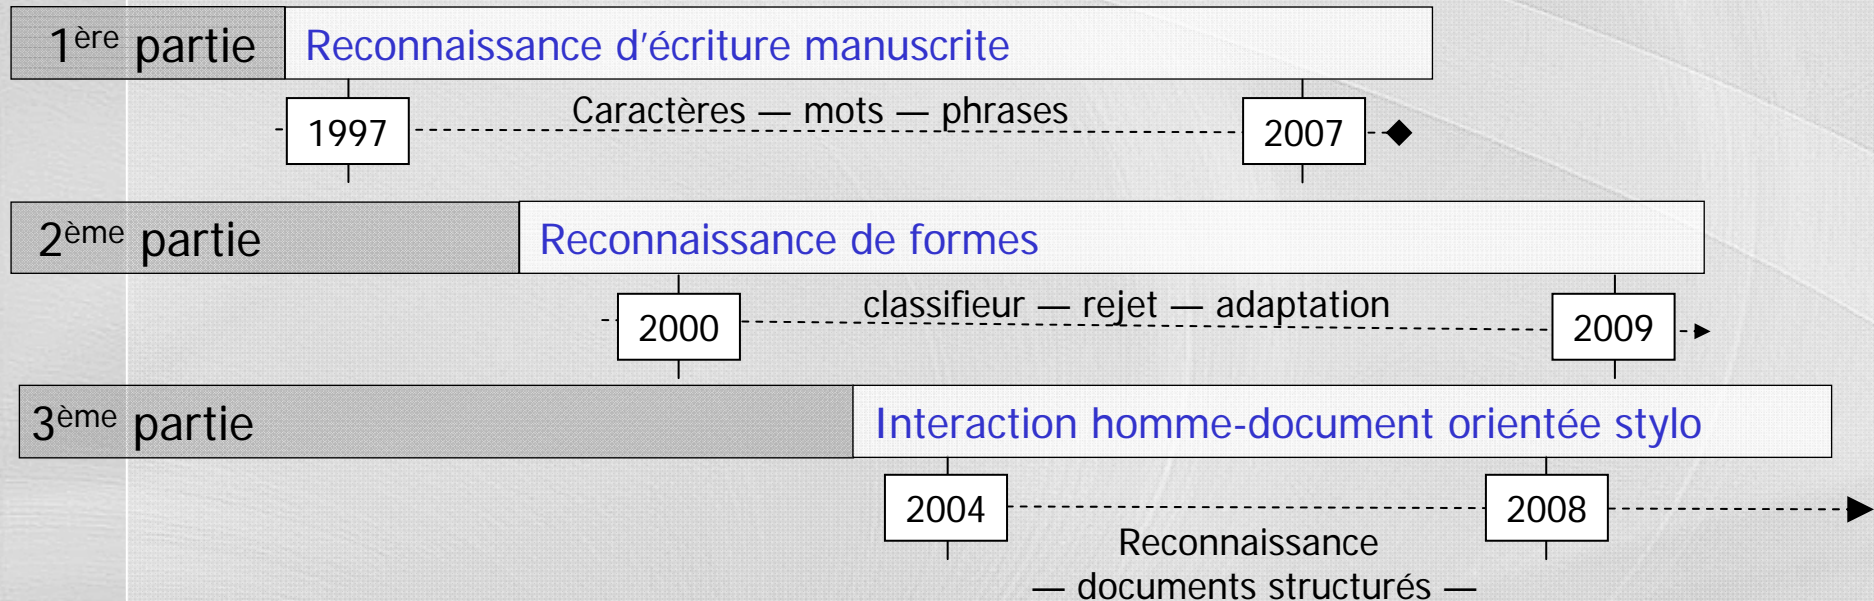 1ère partie Reconnaissance d'écriture manuscrite
Caractères — mots — phrases
1997 2007
2ème partie Reconnaissance de formes
classifieur — rejet — adaptation
2000 2009
3ème partie Interaction homme-document orientée stylo
2004 2008
Reconnaissance
— documents structurés —